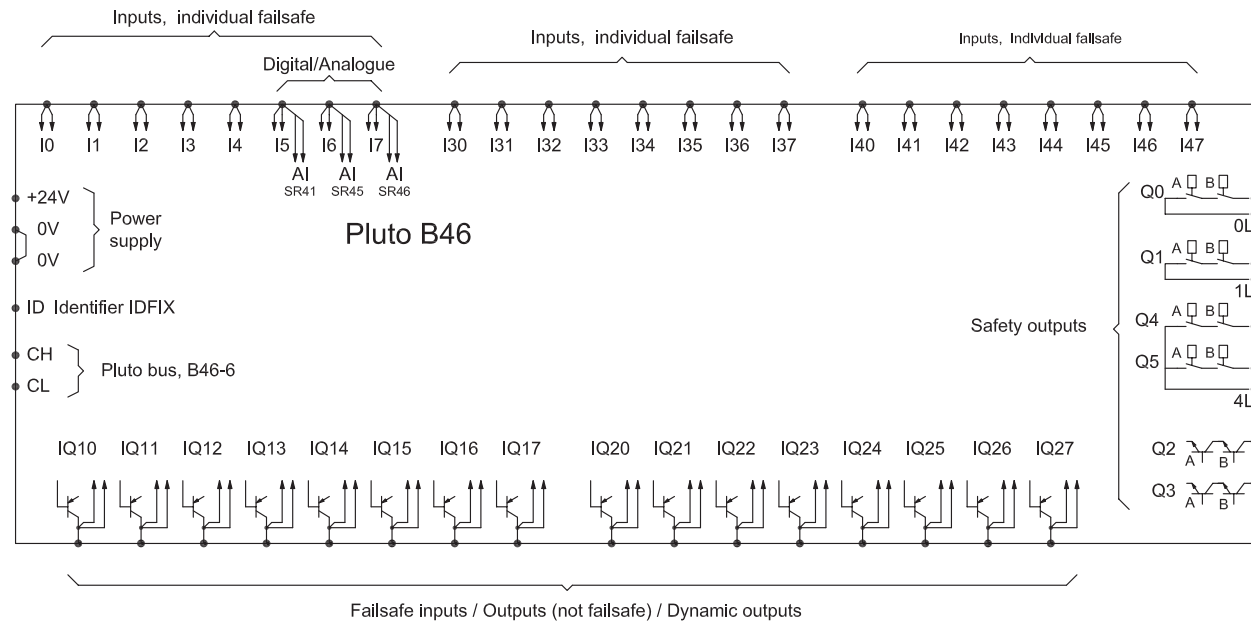 Inputs, individual failsafe
Inputs, individual failsafe
Inputs, Individual failsafe
Digital/Analogue
I0 I1 I2 I3 I4 I5 I6 I7 I30 I31 I32 I33 I34 I35 I36 I37 I40 I41 I42 I43 I44 I45 I46 I47
AI AI AI
SR41 SR45 SR46
+24V
0V
0V
Power
supply
Pluto B46
ID Identifier IDFIX
CH
CL
Pluto bus, B46-6
Safety outputs
Q0 A B
0L
Q1 A B
1L
Q4 A B
Q5 A B
4L
Q2 A B
Q3 A B
IQ10 IQ11 IQ12 IQ13 IQ14 IQ15 IQ16 IQ17 IQ20 IQ21 IQ22 IQ23 IQ24 IQ25 IQ26 IQ27
Failsafe inputs / Outputs (not failsafe) / Dynamic outputs